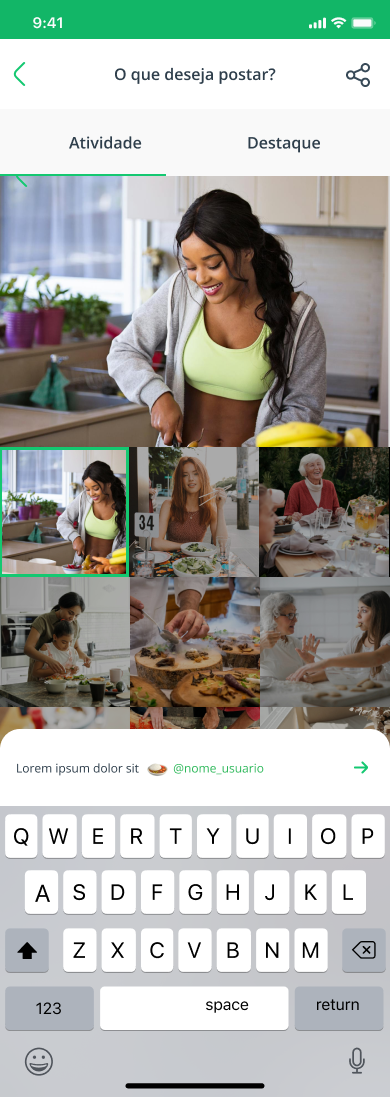 9:41
O que deseja postar?
Atividade Destaque
34
Lorem ipsum dolor sit @nome_usuario
Q W E R T Y U I O P
A S D F G H J K L
Z X C V B N M
123 space return